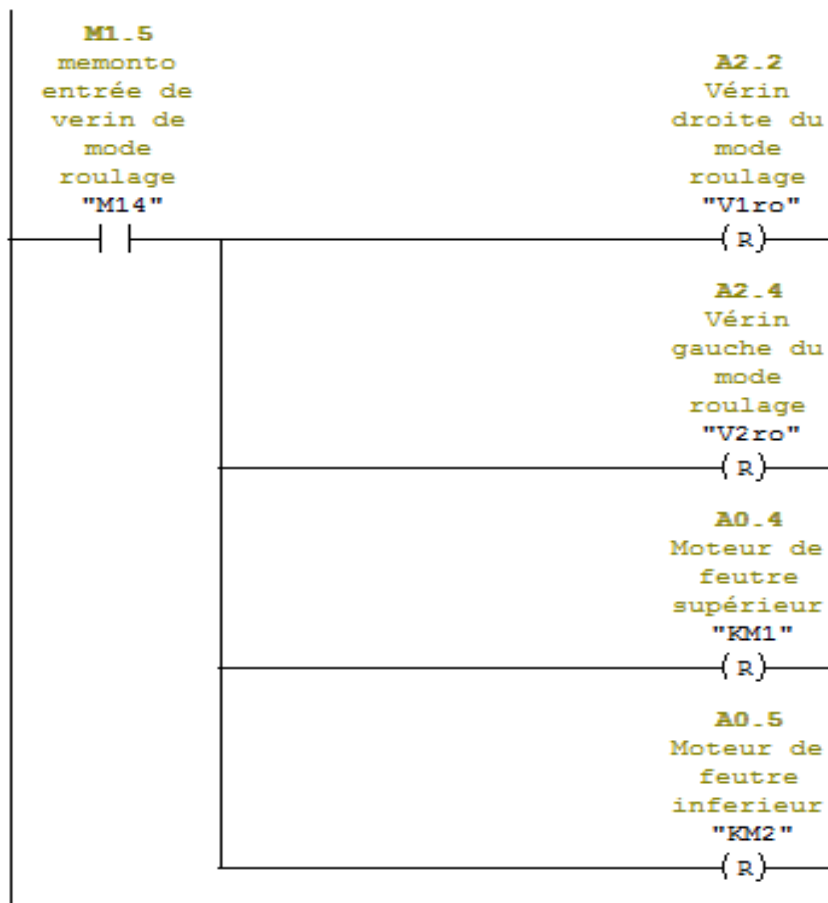 M1.5
memonto
entrée de
verin de
mode
roulage
"M14"
A2.2
Vérin
droite du
mode
roulage
"V1ro"
R
A2.4
Vérin
gauche du
mode
roulage
"V2ro"
R
A0.4
Moteur de
feutre
supérieur
"KM1"
R
A0.5
Moteur de
feutre
inferieur
"KM2"
R